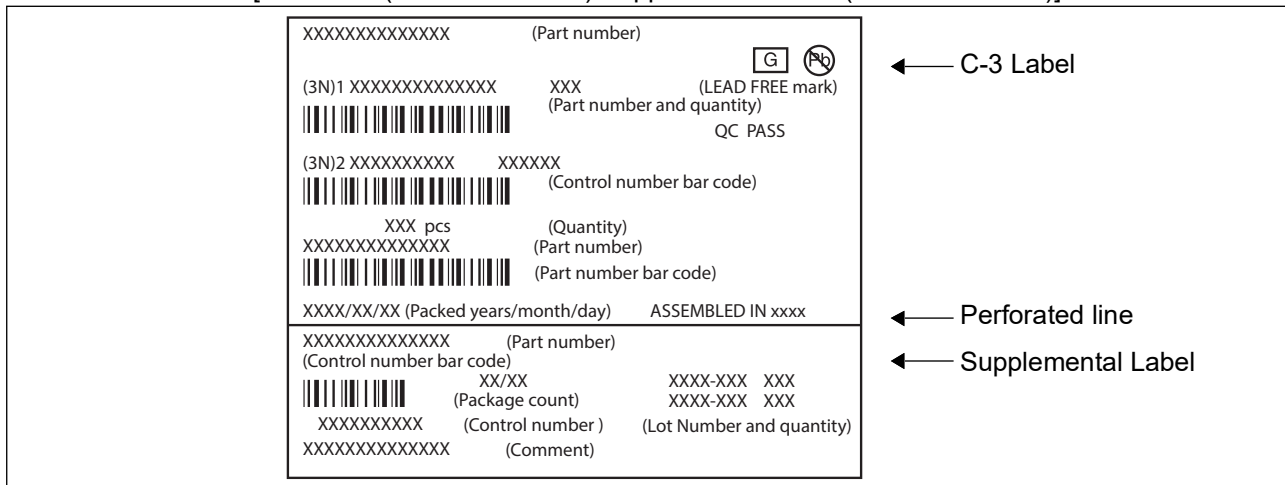 XXXXXXXXXXXXXX (Part number)
G Pb
C-3 Label
(3N)1 XXXXXXXXXXXXXX XXX (LEAD FREE mark)
(Part number and quantity)
QC PASS
(3N)2 XXXXXXXXXX XXXXXX
(Control number bar code)
XXX pcs (Quantity)
XXXXXXXXXXXXXX (Part number)
(Part number bar code)
XXXX/XX/XX (Packed years/month/day) ASSEMBLED IN xxxx
Perforated line
XXXXXXXXXXXXXX (Part number)
(Control number bar code)
Supplemental Label
XX/XX XXXX-XXX XXX
(Package count) XXXX-XXX XXX
XXXXXXXXXX (Control number ) (Lot Number and quantity)
XXXXXXXXXXXXXX (Comment)